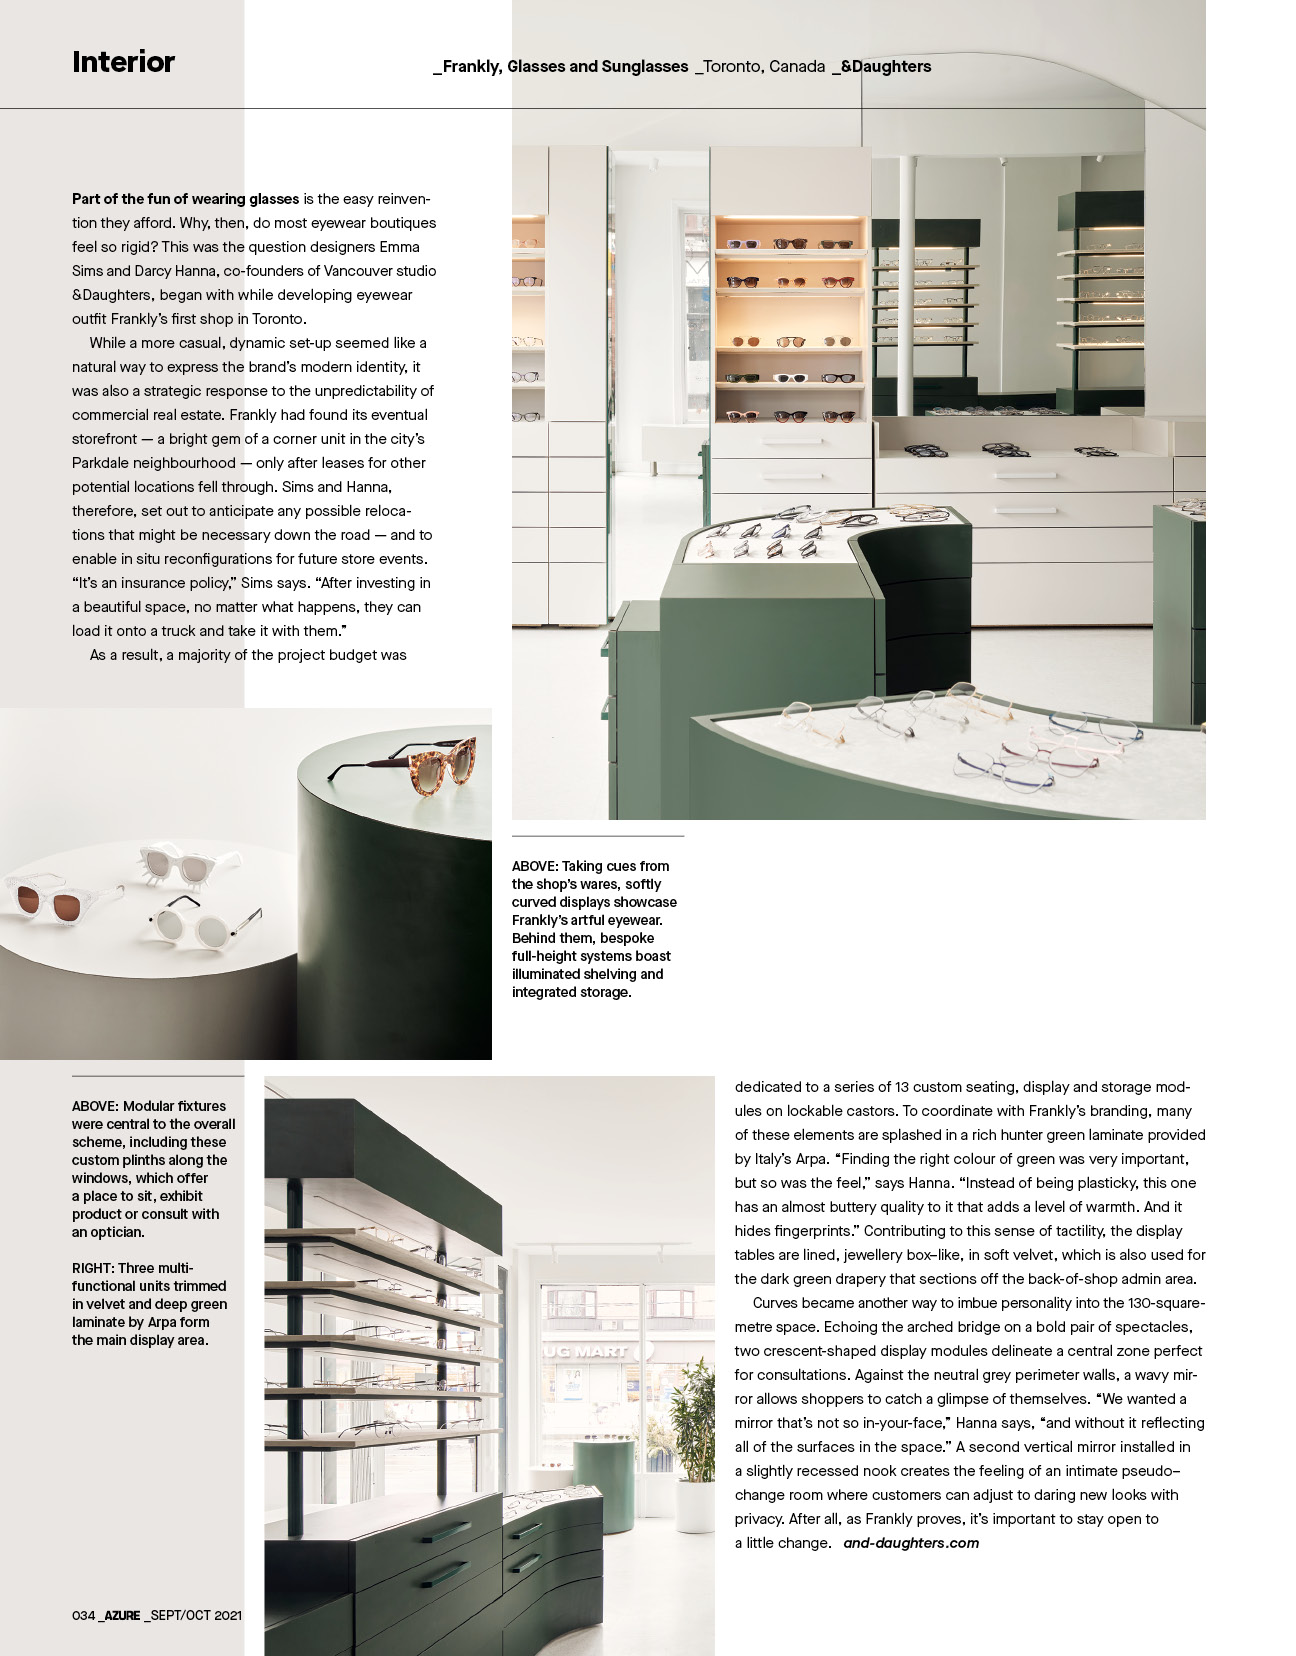 Interior
_Frankly, Glasses and Sunglasses _Toronto, Canada _&Daughters
Part of the fun of wearing glasses is the easy reinven-
tion they afford. Why, then, do most eyewear boutiques
feel so rigid? This was the question designers Emma
Sims and Darcy Hanna, co-founders of Vancouver studio
&Daughters, began with while developing eyewear
outfit Frankly’s first shop in Toronto.
While a more casual, dynamic set-up seemed like a
natural way to express the brand’s modern identity, it
was also a strategic response to the unpredictability of
commercial real estate. Frankly had found its eventual
storefront — a bright gem of a corner unit in the city’s
Parkdale neighbourhood — only after leases for other
potential locations fell through. Sims and Hanna,
therefore, set out to anticipate any possible reloca-
tions that might be necessary down the road — and to
enable in situ reconfigurations for future store events.
“It’s an insurance policy,” Sims says. “After investing in
a beautiful space, no matter what happens, they can
load it onto a truck and take it with them.”
As a result, a majority of the project budget was
ABOVE: Taking cues from
the shop’s wares, softly
curved displays showcase
Frankly’s artful eyewear.
Behind them, bespoke
full-height systems boast
illuminated shelving and
integrated storage.
ABOVE: Modular fixtures
were central to the overall
scheme, including these
custom plinths along the
windows, which offer
a place to sit, exhibit
product or consult with
an optician.
RIGHT: Three multi-
functional units trimmed
in velvet and deep green
laminate by Arpa form
the main display area.
UG MART
dedicated to a series of 13 custom seating, display and storage mod-
ules on lockable castors. To coordinate with Frankly’s branding, many
of these elements are splashed in a rich hunter green laminate provided
by Italy’s Arpa. “Finding the right colour of green was very important,
but so was the feel,” says Hanna. “Instead of being plasticky, this one
has an almost buttery quality to it that adds a level of warmth. And it
hides fingerprints.” Contributing to this sense of tactility, the display
tables are lined, jewellery box–like, in soft velvet, which is also used for
the dark green drapery that sections off the back-of-shop admin area.
Curves became another way to imbue personality into the 130-square-
metre space. Echoing the arched bridge on a bold pair of spectacles,
two crescent-shaped display modules delineate a central zone perfect
for consultations. Against the neutral grey perimeter walls, a wavy mir-
ror allows shoppers to catch a glimpse of themselves. “We wanted a
mirror that’s not so in-your-face,” Hanna says, “and without it reflecting
all of the surfaces in the space.” A second vertical mirror installed in
a slightly recessed nook creates the feeling of an intimate pseudo–
change room where customers can adjust to daring new looks with
privacy. After all, as Frankly proves, it’s important to stay open to
a little change. and-daughters.com
034 _AZURE _SEPT/OCT 2021